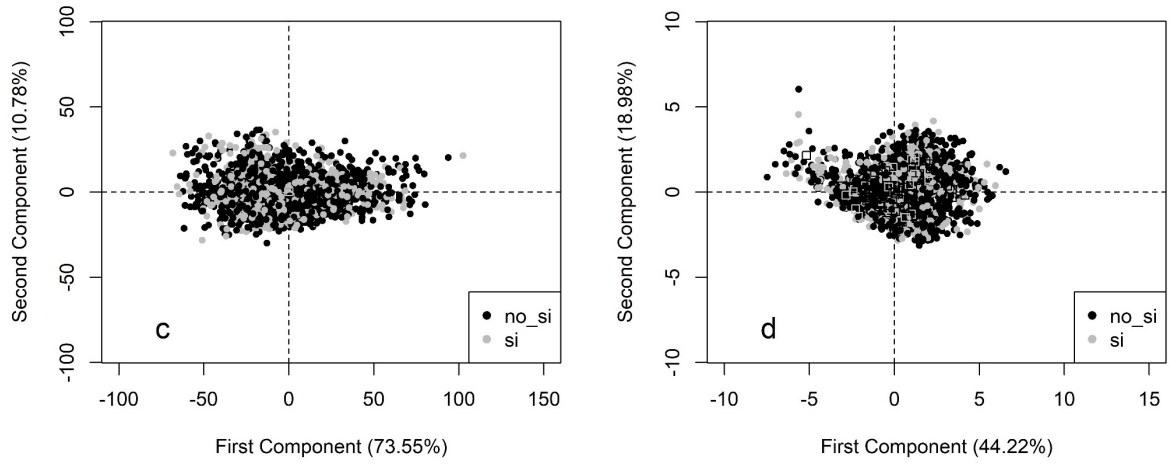 100
50
0
-50
-100
Second Component (10.78%)
c
no_si
si
-100 -50 0 50 100 150
First Component (73.55%)
10
5
0
-5
-10
Second Component (18.98%)
d
no_si
si
-10 -5 0 5 10 15
First Component (44.22%)